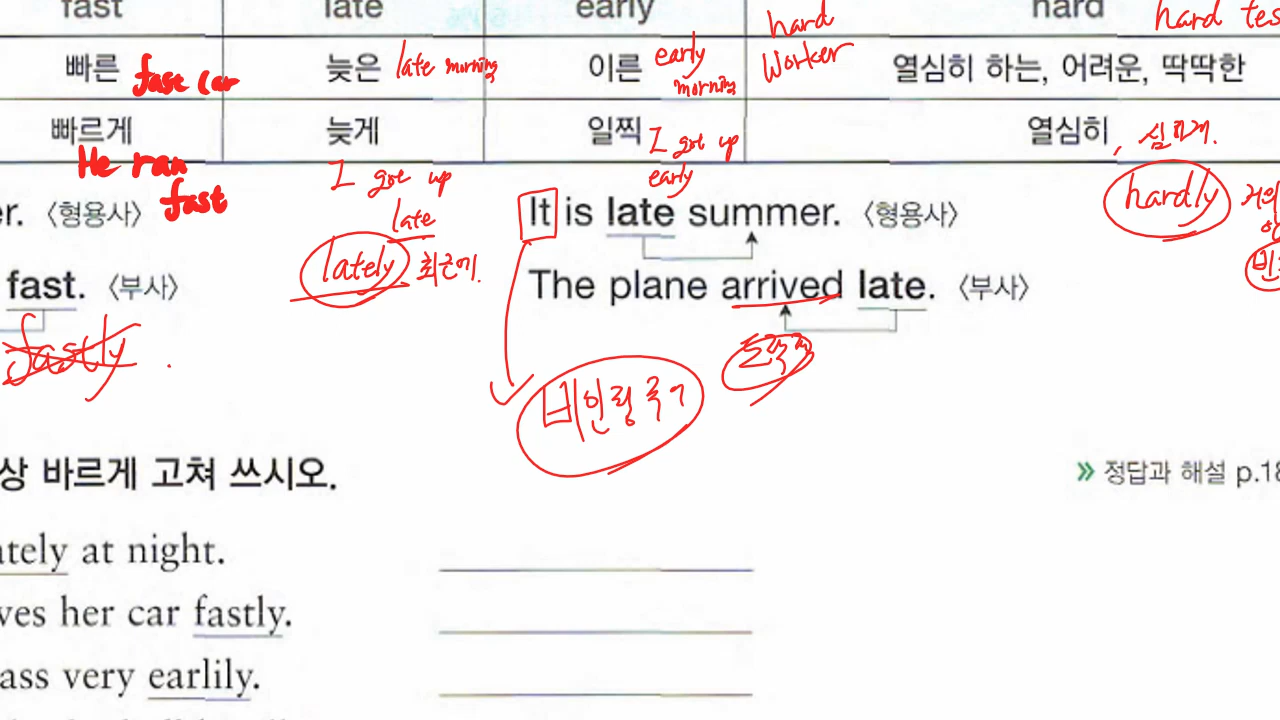 fast late early hard
hard hard
worker
빠른 fast car 늦은 late morning 이른 early morning 열심히 하는, 어려운, 딱딱한
빠르게 늦게 일찍 I got up early 열심히, 심하게.
He ran fast
I got up late
er. 〈형용사〉 It is late summer. 〈형용사〉 hardly 거의
lately 최근에.
fast. 〈부사〉 The plane arrived late. 〈부사〉
fastly.
비인칭 주어
상 바르게 고쳐 쓰시오.
» 정답과 해설 p.18
ately at night.
ves her car fastly.
ass very earlily.